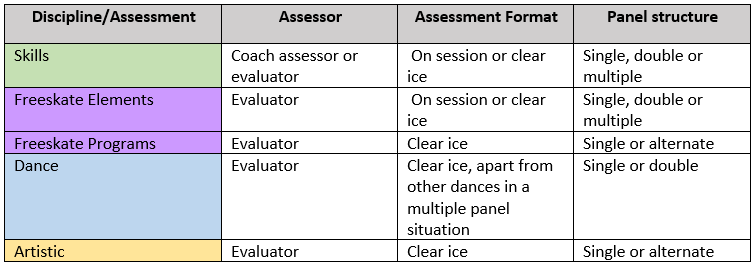 Discipline/Assessment Assessor Assessment Format Panel structure
Skills Coach assessor or evaluator On session or clear ice Single, double or multiple
Freeskate Elements Evaluator On session or clear ice Single, double or multiple
Freeskate Programs Evaluator Clear ice Single or alternate
Dance Evaluator Clear ice, apart from other dances in a multiple panel situation Single or double
Artistic Evaluator Clear ice Single or alternate